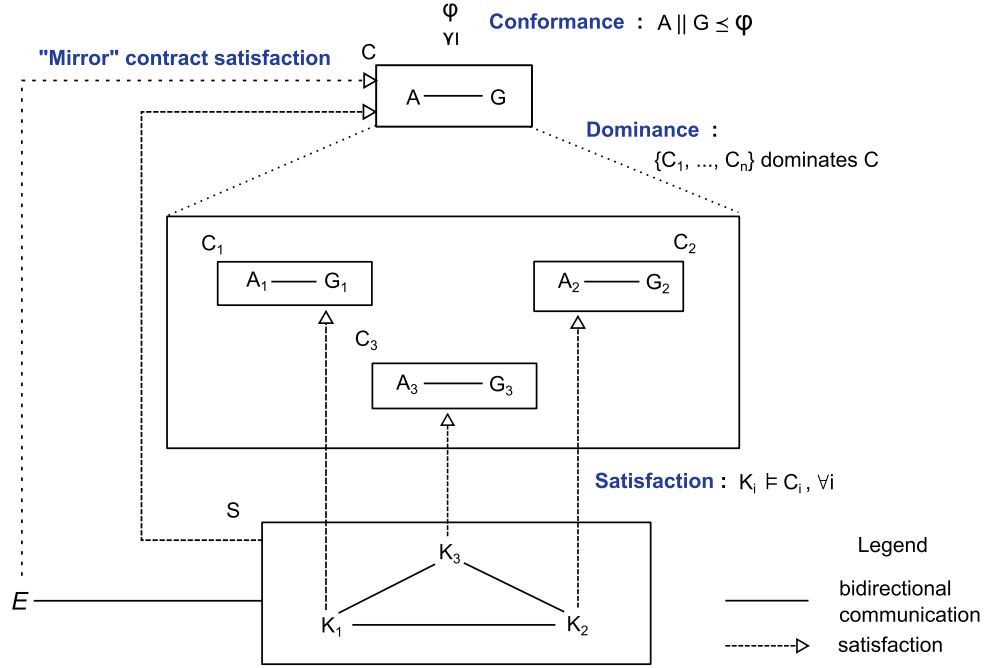 φ
Conformance : A || G ⪯ φ
⪯
"Mirror" contract satisfaction
C
A G
Dominance :
{C₁, ..., Cₙ} dominates C
C₁
C₂
A₁ G₁
A₂ G₂
C₃
A₃ G₃
Satisfaction : Kᵢ ⊨ Cᵢ , ∀i
S
Legend
K₃
bidirectional
communication
E
K₁
K₂
satisfaction